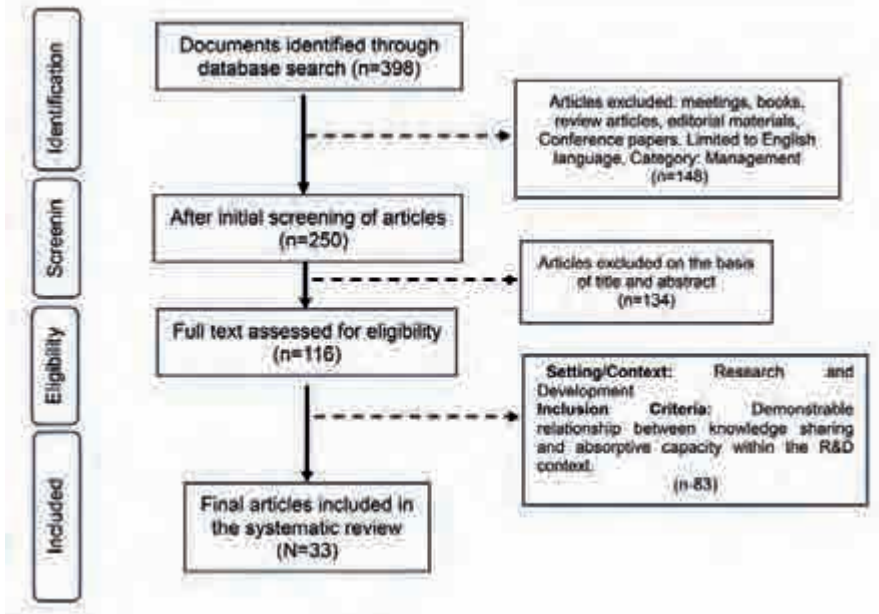 Identification
Documents identified through
database search (n=398)
Articles excluded: meetings, books,
review articles, editorial materials,
Conference papers. Limited to English
language, Category: Management
(n=148)
Screenin
After initial screening of articles
(n=250)
Articles excluded on the basis
of title and abstract
(n=134)
Eligibility
Full text assessed for eligibility
(n=116)
Setting/Context: Research and
Development
Inclusion Criteria: Demonstrable
relationship between knowledge sharing
and absorptive capacity within the R&D
context.
(n-83)
Included
Final articles included in
the systematic review
(N=33)